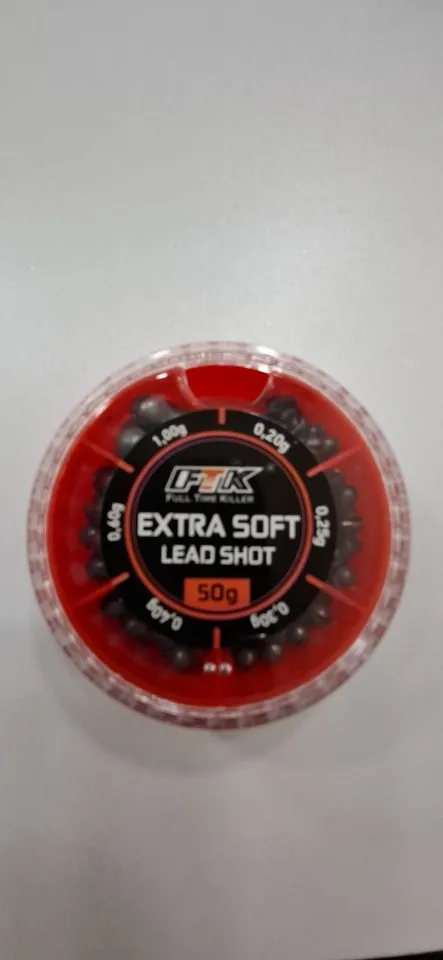 FTK
FULL TIME KILLER
EXTRA SOFT
LEAD SHOT
50g
0,20g
0,25g
0,30g
0,40g
0,60g
1,00g